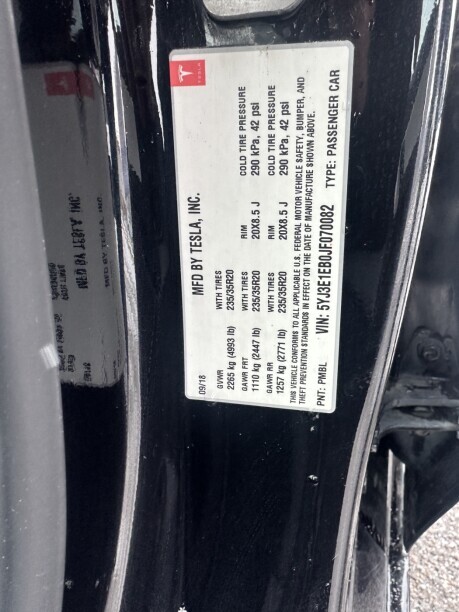 TESLA
MFD BY TESLA, INC.
09/18
GVWR WITH TIRES RIM COLD TIRE PRESSURE
2265 kg (4993 lb) 235/35R20 20X8.5 J 290 kPa, 42 psi
GAWR FRT WITH TIRES
1110 kg (2447 lb) 235/35R20
GAWR RR WITH TIRES RIM COLD TIRE PRESSURE
1257 kg (2771 lb) 235/35R20 20X8.5 J 290 kPa, 42 psi
THIS VEHICLE CONFORMS TO ALL APPLICABLE U.S. FEDERAL MOTOR VEHICLE SAFETY, BUMPER, AND
THEFT PREVENTION STANDARDS IN EFFECT ON THE DATE OF MANUFACTURE SHOWN ABOVE.
PNT: PMBL VIN: 5YJ3E1EB0JF070082 TYPE: PASSENGER CAR